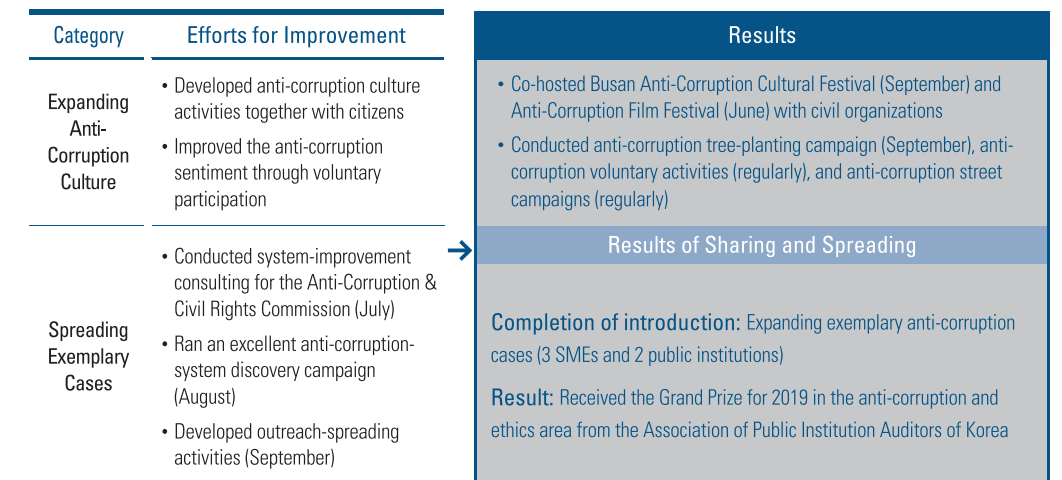 Category
Efforts for Improvement
Results
Expanding
Anti-
Corruption
Culture
• Developed anti-corruption culture
activities together with citizens
• Improved the anti-corruption
sentiment through voluntary
participation
• Co-hosted Busan Anti-Corruption Cultural Festival (September) and
Anti-Corruption Film Festival (June) with civil organizations
• Conducted anti-corruption tree-planting campaign (September), anti-
corruption voluntary activities (regularly), and anti-corruption street
campaigns (regularly)
Spreading
Exemplary
Cases
• Conducted system-improvement
consulting for the Anti-Corruption &
Civil Rights Commission (July)
• Ran an excellent anti-corruption-
system discovery campaign
(August)
• Developed outreach-spreading
activities (September)
Results of Sharing and Spreading
Completion of introduction: Expanding exemplary anti-corruption
cases (3 SMEs and 2 public institutions)
Result: Received the Grand Prize for 2019 in the anti-corruption and
ethics area from the Association of Public Institution Auditors of Korea